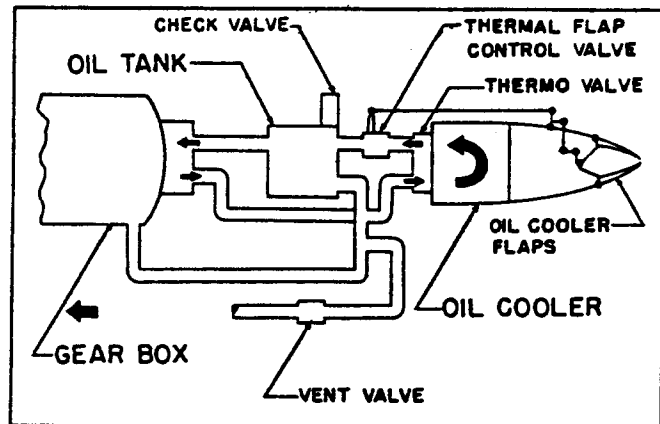 CHECK VALVE
THERMAL FLAP
CONTROL VALVE
OIL TANK
THERMO VALVE
OIL COOLER
FLAPS
OIL COOLER
GEAR BOX
VENT VALVE